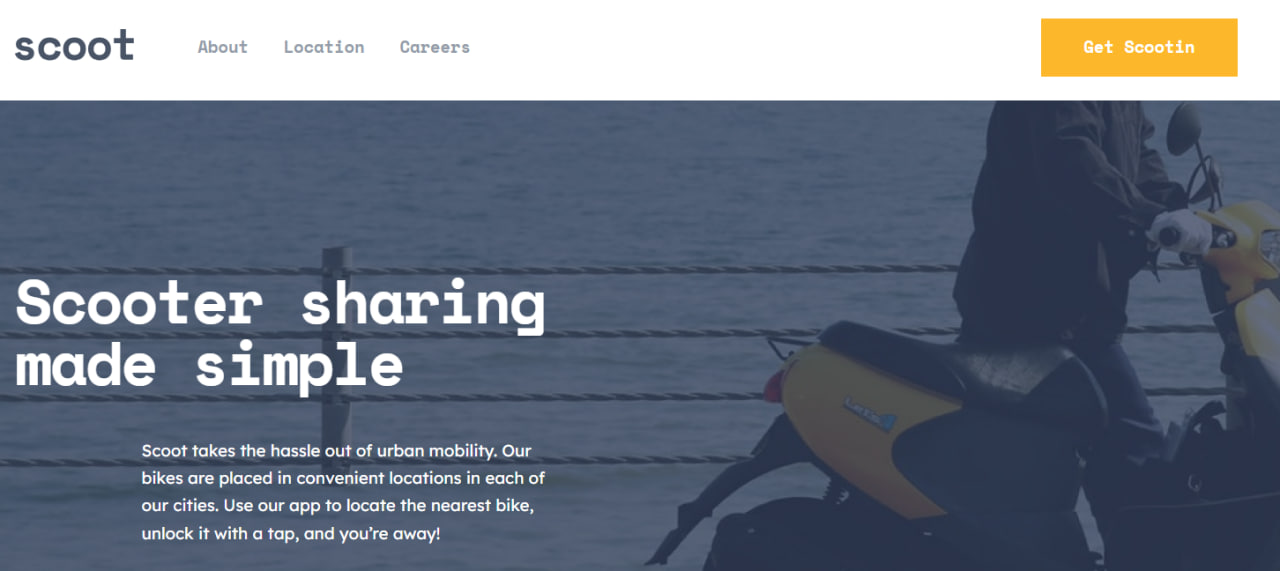 scoot
About
Location
Careers
Get Scootin
Scooter sharing
made simple
Scoot takes the hassle out of urban mobility. Our
bikes are placed in convenient locations in each of
our cities. Use our app to locate the nearest bike,
unlock it with a tap, and you’re away!